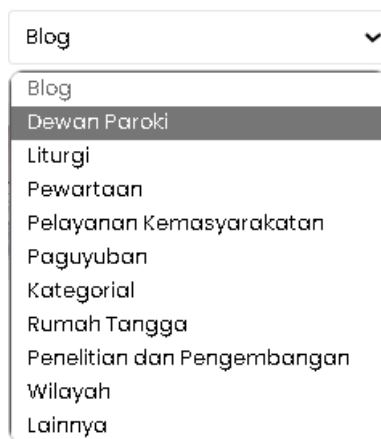 Blog
Blog
Dewan Paroki
Liturgi
Pewartaan
Pelayanan Kemasyarakatan
Paguyuban
Kategorial
Rumah Tangga
Penelitian dan Pengembangan
Wilayah
Lainnya